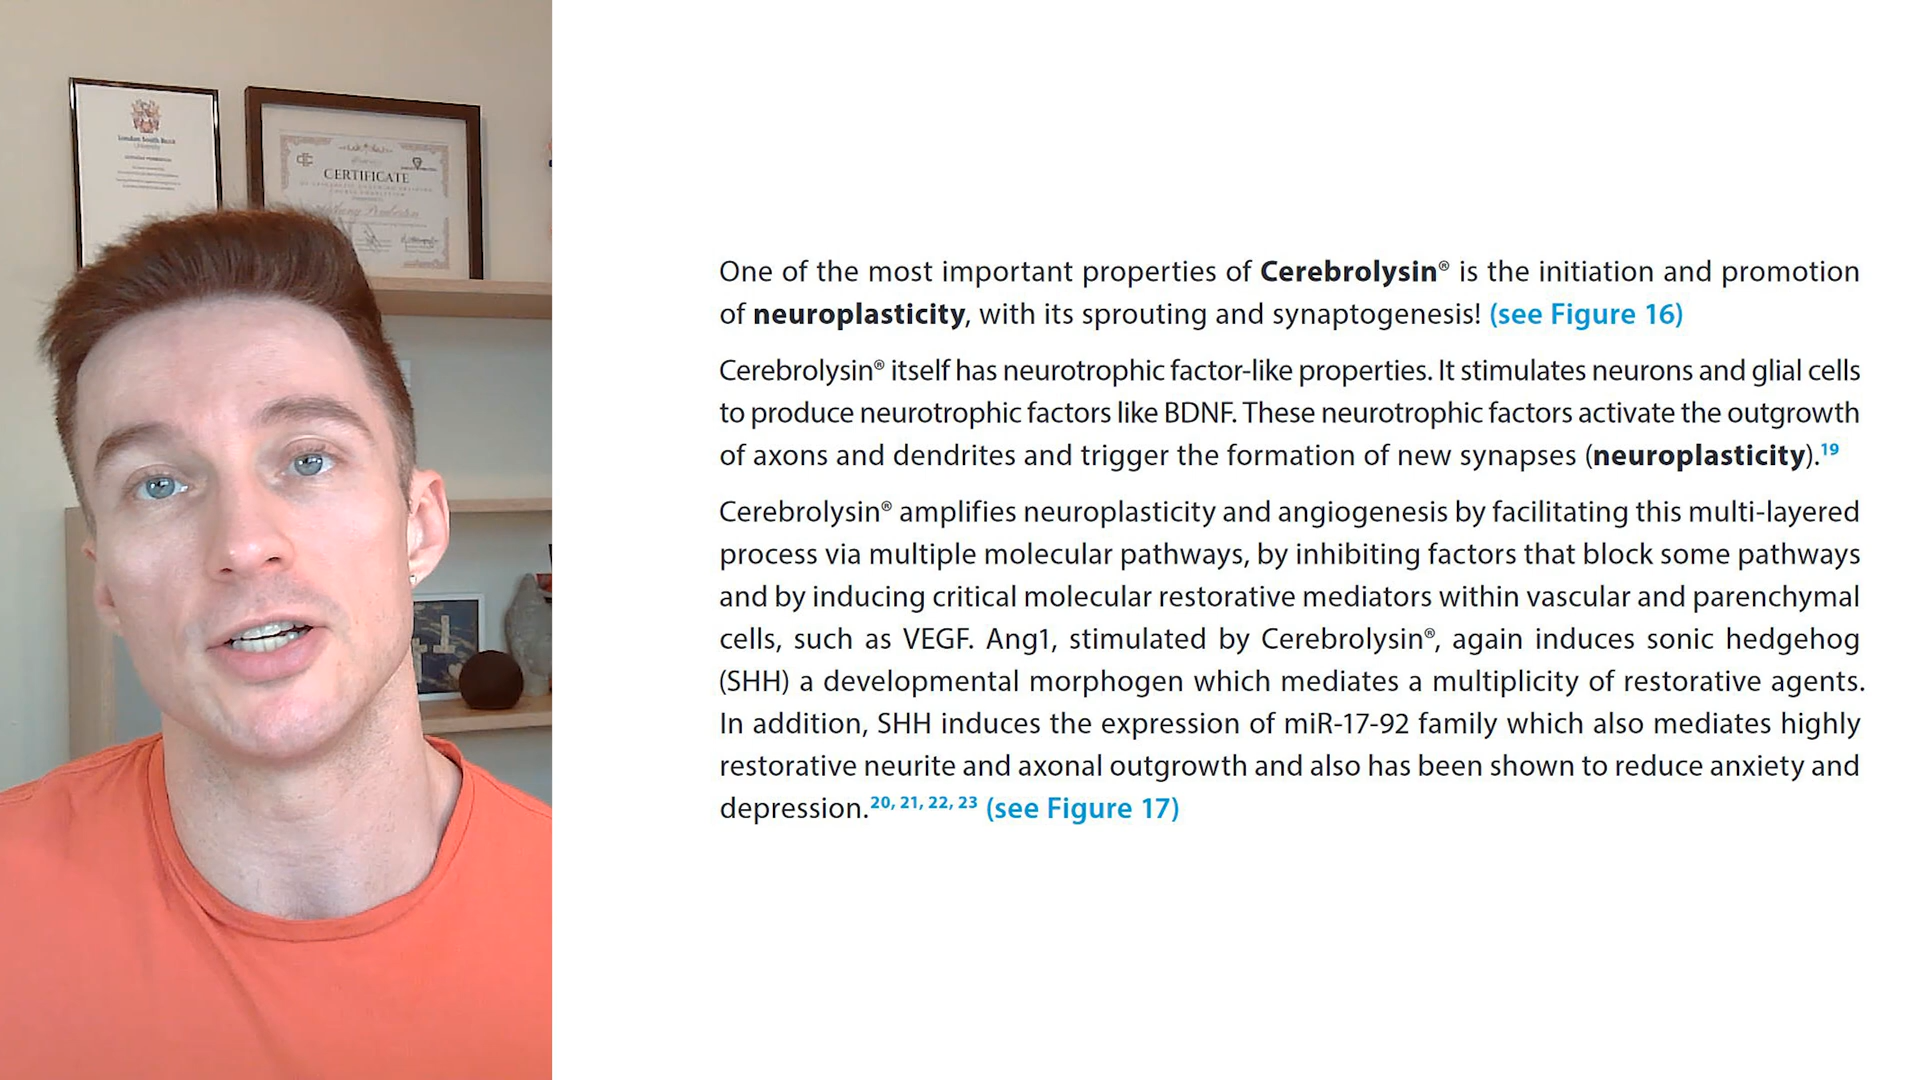 London South Bank
University
CERTIFICATE
One of the most important properties of Cerebrolysin® is the initiation and promotion
of neuroplasticity, with its sprouting and synaptogenesis! (see Figure 16)
Cerebrolysin® itself has neurotrophic factor-like properties. It stimulates neurons and glial cells
to produce neurotrophic factors like BDNF. These neurotrophic factors activate the outgrowth
of axons and dendrites and trigger the formation of new synapses (neuroplasticity).19
Cerebrolysin® amplifies neuroplasticity and angiogenesis by facilitating this multi-layered
process via multiple molecular pathways, by inhibiting factors that block some pathways
and by inducing critical molecular restorative mediators within vascular and parenchymal
cells, such as VEGF. Ang1, stimulated by Cerebrolysin®, again induces sonic hedgehog
(SHH) a developmental morphogen which mediates a multiplicity of restorative agents.
In addition, SHH induces the expression of miR-17-92 family which also mediates highly
restorative neurite and axonal outgrowth and also has been shown to reduce anxiety and
depression.20, 21, 22, 23 (see Figure 17)